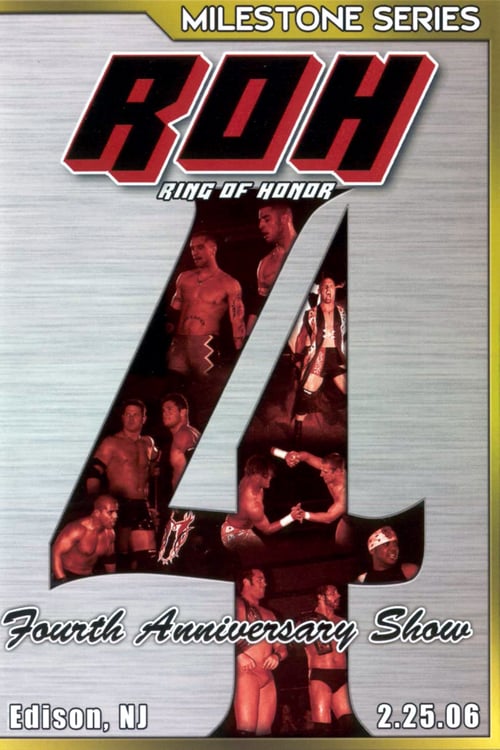 MILESTONE SERIES
ROH
RING OF HONOR
Fourth Anniversary Show
4
Edison, NJ
2.25.06